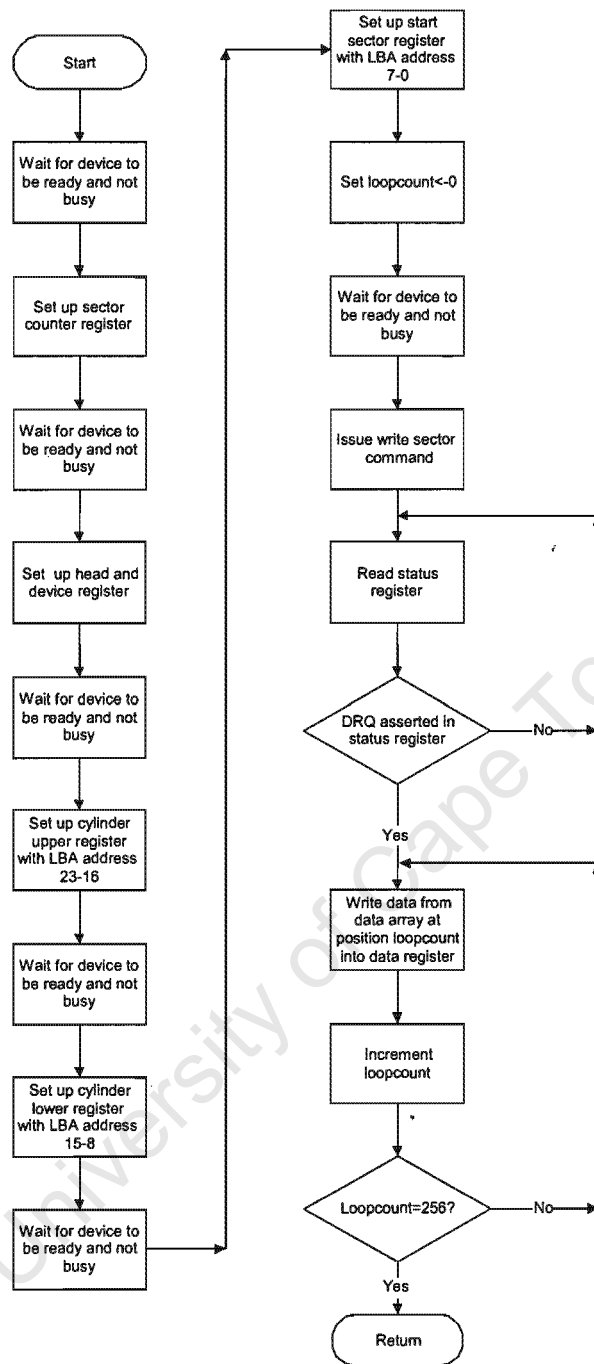 Start
Wait for device to
be ready and not
busy
Set up sector
counter register
Wait for device to
be ready and not
busy
Set up head and
device register
Wait for device to
be ready and not
busy
Set up cylinder
upper register
with LBA address
23-16
Wait for device to
be ready and not
busy
Set up cylinder
lower register
with LBA address
15-8
Wait for device to
be ready and not
busy
Set up start
sector register
with LBA address
7-0
Set loopcount<-0
Wait for device to
be ready and not
busy
Issue write sector
command
Read status
register
DRQ asserted in
status register
No
Yes
Write data from
data array at
position loopcount
into data register
Increment
loopcount
Loopcount=256?
No
Yes
Return
University of Cape To